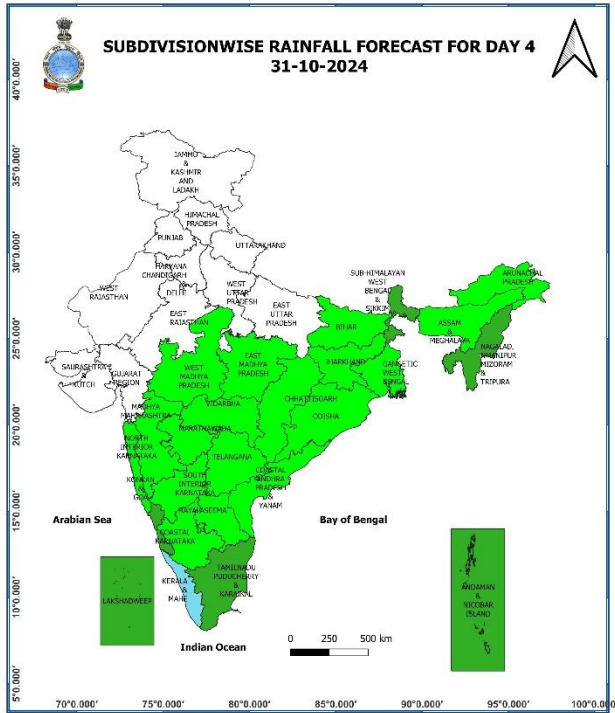 SUBDIVISIONWISE RAINFALL FORECAST FOR DAY 4
31-10-2024
40°0.000'
35°0.000'
30°0.000'
25°0.000'
20°0.000'
15°0.000'
10°0.000'
5°0.000'
JAMMO
&
KASHMIR
AND
LADAKH
HIMACHAL
PRADESH
PUNJAB
UTTARAKHAND
HARYANA
CHANDIGARH
&
DELHI
WEST
RAJASTHAN
WEST
UTTAR
PRADESH
EAST
UTTAR
PRADESH
EAST
RAJASTHAN
SUB-HIMALAYAN
WEST
BENGAL
&
SIKKIM
ARUNACHAL
PRADESH
ASSAM
&
MEGHALAYA
NAGALAD,
MANIPUR
MIZORAM
&
TRIPURA
BIHAR
JHARKHAND
GANGETIC
WEST
BENGAL
SAURASHTRA
&
KUTCH
GUJARAT
REGION
WEST
MADHYA
PRADESH
EAST
MADHYA
PRADESH
CHHATTISGARH
ODISHA
VIDARBHA
MADHYA
MAHARASHTRA
MARATHAWADA
TELANGANA
NORTH
INTERIOR
KARNATAKA
KONKAN
&
GOA
SOUTH
INTERIOR
KARNATAKA
COASTAL
ANDHRA
PRADESH
&
YANAM
RAYALASEEMA
COASTAL
KARNATAKA
Arabian Sea
Bay of Bengal
KERALA
&
MAHE
TAMILNADU
PUDUCHERRY
&
KARAIKAL
LAKSHADWEEP
ANDAMAN
&
NICOBAR
ISLAND
Indian Ocean
0 250 500 km
70°0.000' 75°0.000' 80°0.000' 85°0.000' 90°0.000' 95°0.000' 100°0.000'